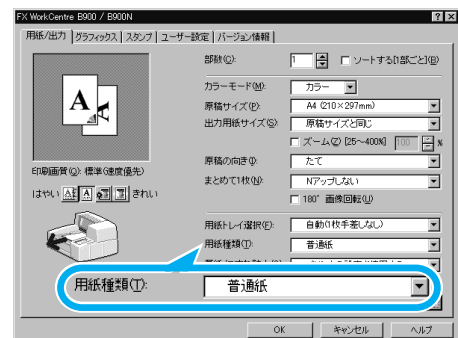 FX WorkCentre B900 / B900N
用紙/出力 グラフィックス スタンプ ユーザー設定 バージョン情報
部数(C): 1 ソートする[1部ごと](B)
カラーモード(M): カラー
原稿サイズ(P): A4 (210×297mm)
出力用紙サイズ(S): 原稿サイズと同じ
ズーム(Z) [25~400%] 100 %
原稿の向き(I): たて
まとめて1枚(N): Nアップしない
180° 画像回転(U)
印刷画質(Q): 標準(速度優先)
はやい きれい
用紙トレイ選択(F): 自動(1枚手差しなし)
用紙種類(T): 普通紙
用紙種類(T): 普通紙
OK キャンセル ヘルプ